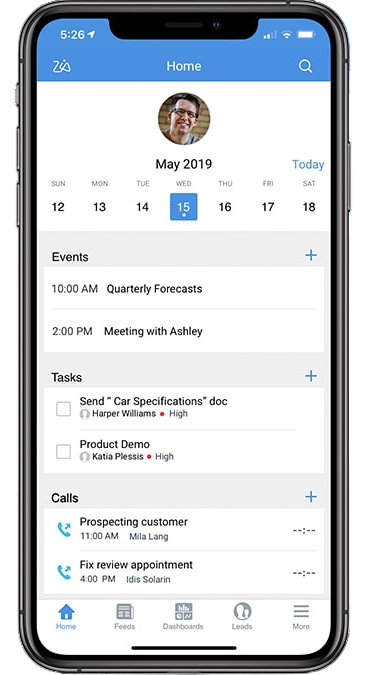 5:26
Home
May 2019 Today
SUN MON TUE WED THU FRI SAT
12 13 14 15 16 17 18
Events +
10:00 AM Quarterly Forecasts
2:00 PM Meeting with Ashley
Tasks +
Send “ Car Specifications” doc
Harper Williams • High
Product Demo
Katia Plessis • High
Calls +
Prospecting customer
11:00 AM Mila Lang --:--
Fix review appointment
4:00 PM Idis Solarin --:--
Home Feeds Dashboards Leads More